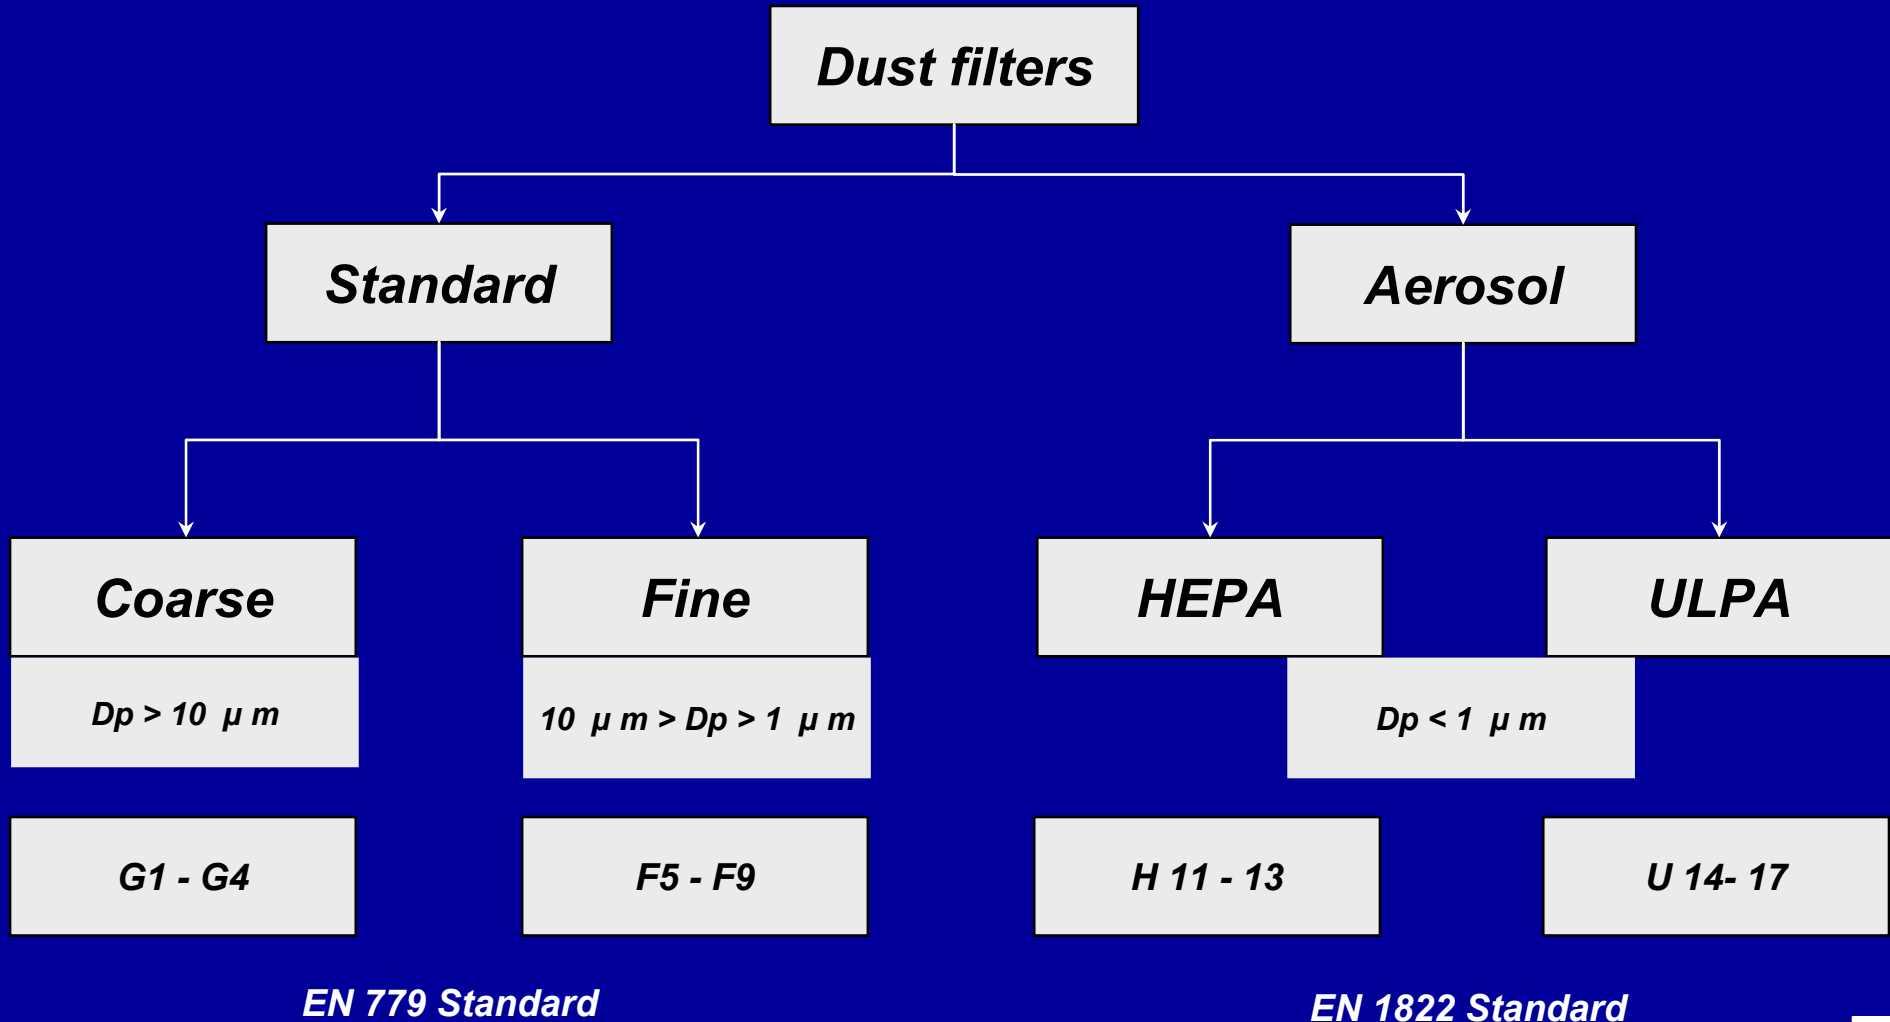 Dust filters
Standard
Aerosol
Coarse
Fine
HEPA
ULPA
Dp > 10 µ m
10 µ m > Dp > 1 µ m
Dp < 1 µ m
G1 - G4
F5 - F9
H 11 - 13
U 14- 17
EN 779 Standard
EN 1822 Standard